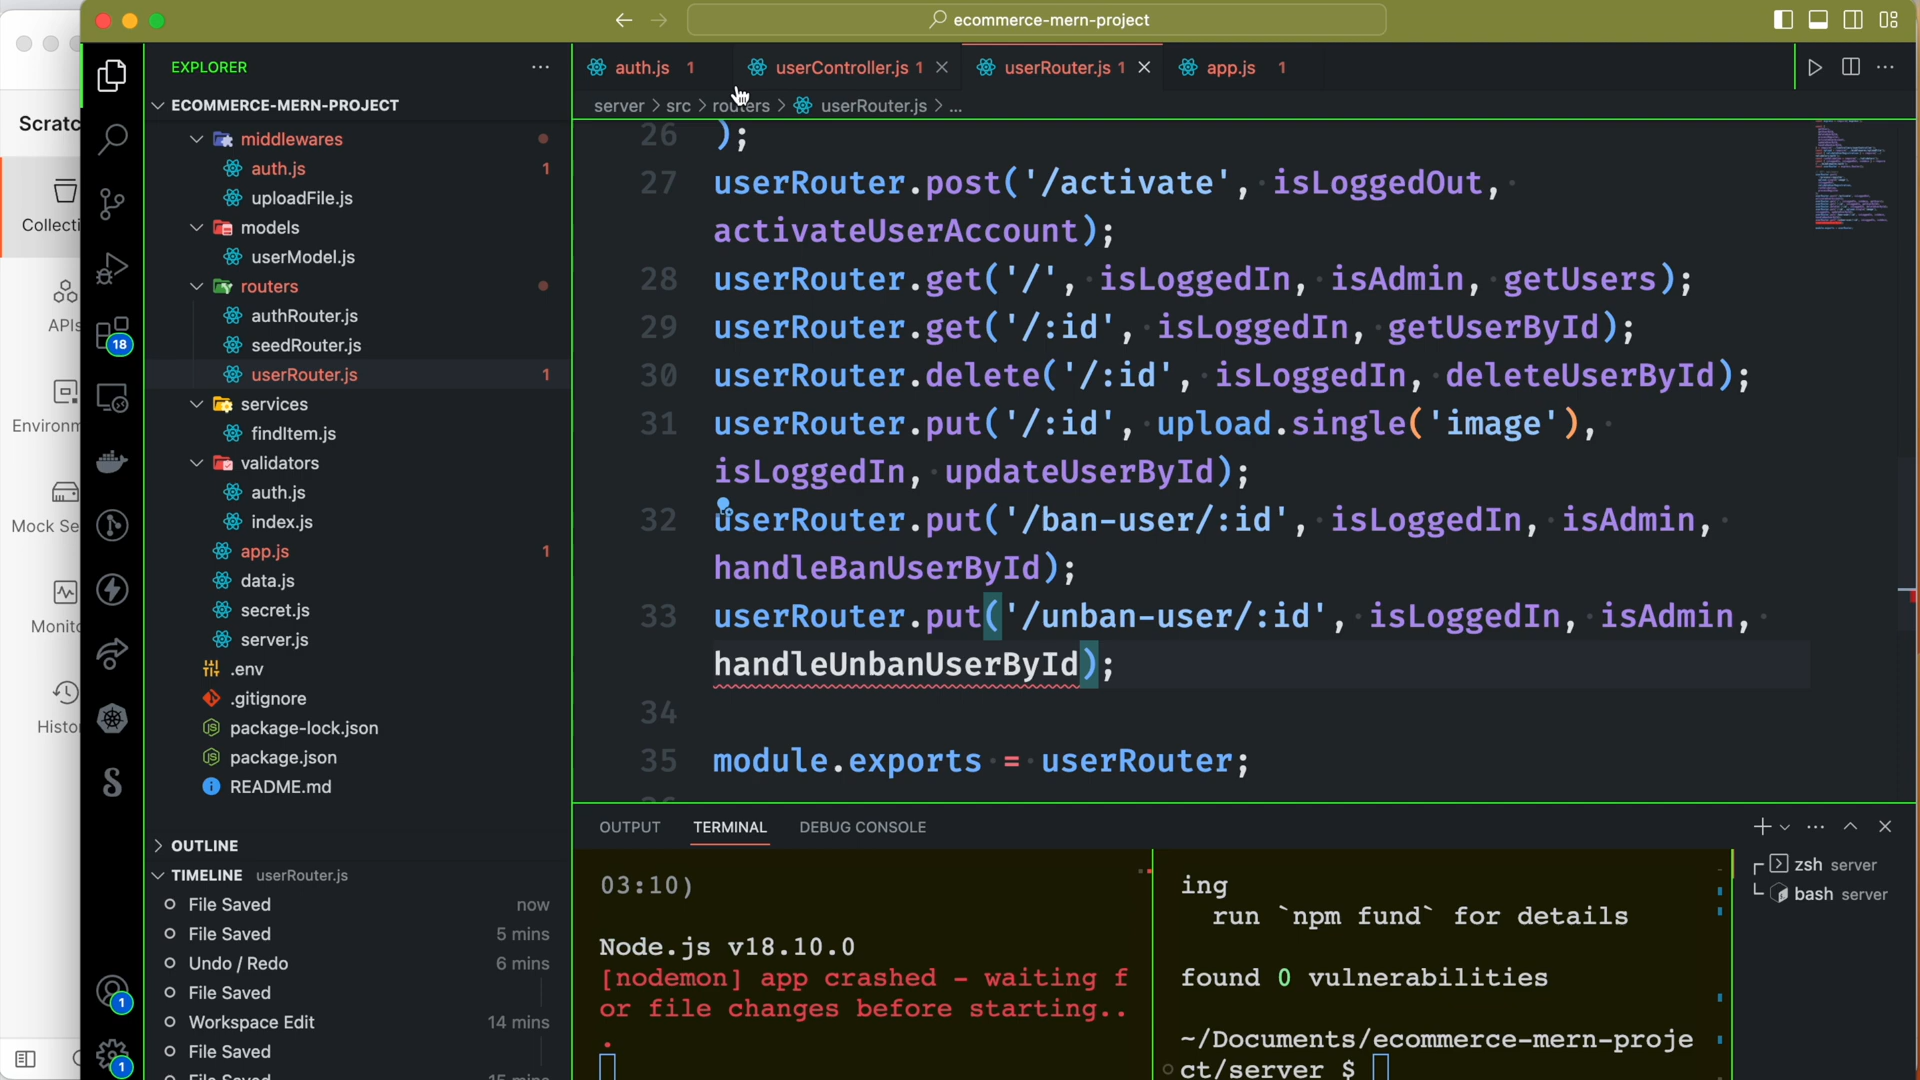 ecommerce-mern-project
Scratc
Collecti
APIs
Environm
Mock Se
Monito
Histor
18
1
1
EXPLORER
ECOMMERCE-MERN-PROJECT
middlewares
auth.js 1
uploadFile.js
models
userModel.js
routers
authRouter.js
seedRouter.js
userRouter.js 1
services
findItem.js
validators
auth.js
index.js
app.js 1
data.js
secret.js
server.js
.env
.gitignore
package-lock.json
package.json
README.md
OUTLINE
TIMELINE userRouter.js
File Saved now
File Saved 5 mins
Undo / Redo 6 mins
File Saved
Workspace Edit 14 mins
File Saved
File Saved 15 mins
auth.js 1 userController.js 1 userRouter.js 1 app.js 1
server > src > routers > userRouter.js > ...
26 );
27 userRouter.post('/activate', isLoggedOut,
activateUserAccount);
28 userRouter.get('/', isLoggedIn, isAdmin, getUsers);
29 userRouter.get('/:id', isLoggedIn, getUserById);
30 userRouter.delete('/:id', isLoggedIn, deleteUserById);
31 userRouter.put('/:id', upload.single('image'),
isLoggedIn, updateUserById);
32 userRouter.put('/ban-user/:id', isLoggedIn, isAdmin,
handleBanUserById);
33 userRouter.put('/unban-user/:id', isLoggedIn, isAdmin,
handleUnbanUserById);
34
35 module.exports = userRouter;
OUTPUT TERMINAL DEBUG CONSOLE
03:10)
Node.js v18.10.0
[nodemon] app crashed - waiting f
or file changes before starting..
.
ing
run `npm fund` for details
found 0 vulnerabilities
~/Documents/ecommerce-mern-proje
ct/server $
zsh server
bash server